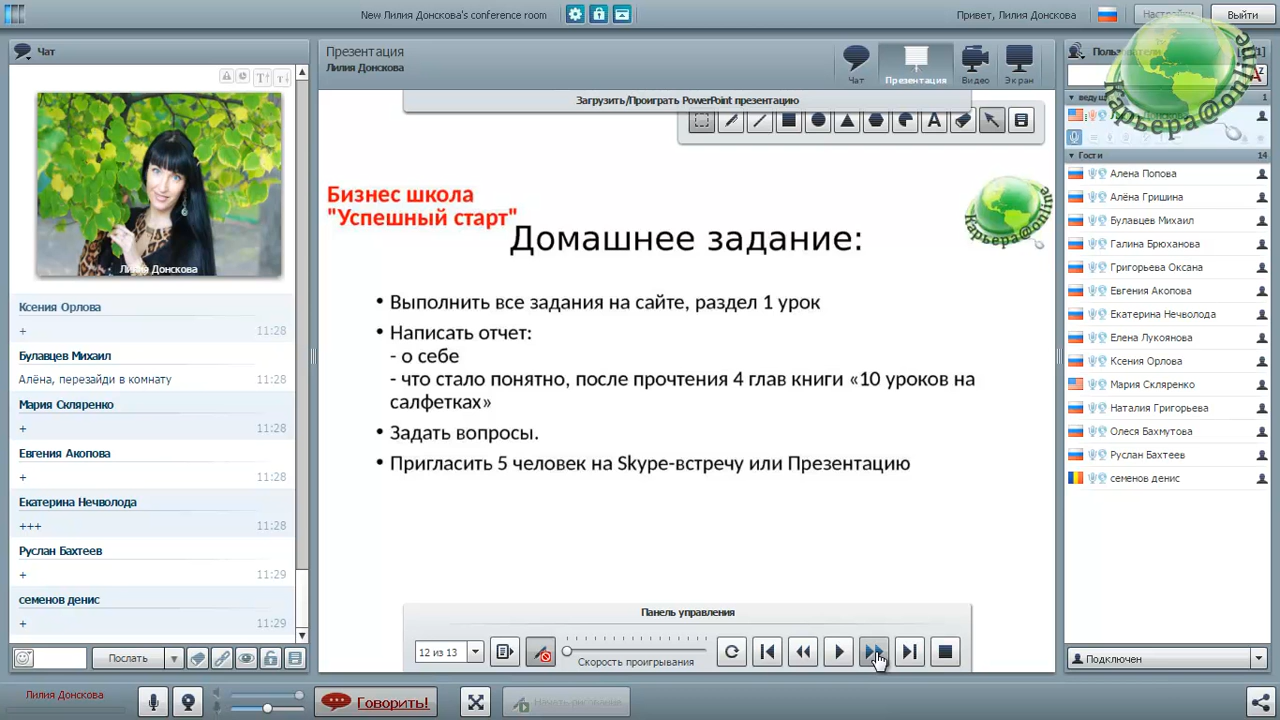 New Лилия Донскова's conference room
Привет, Лилия Донскова
Настройки
Выйти
Чат
Лилия Донскова
Ксения Орлова
+
11:28
Булавцев Михаил
Алёна, перезайди в комнату
11:28
Мария Скляренко
+
11:28
Евгения Акопова
+
11:28
Екатерина Нечволода
+++
11:28
Руслан Бахтеев
+
11:29
семенов денис
+
11:29
Послать
Презентация
Лилия Донскова
Чат
Презентация
Видео
Экран
Загрузить/Проиграть PowerPoint презентацию
Бизнес школа
"Успешный старт"
Карьера@online
Домашнее задание:
• Выполнить все задания на сайте, раздел 1 урок
• Написать отчет:
- о себе
- что стало понятно, после прочтения 4 глав книги «10 уроков на
салфетках»
• Задать вопросы.
• Пригласить 5 человек на Skype-встречу или Презентацию
Панель управления
12 из 13
Скорость проигрывания
Карьера@online
1
Гости
14
Алена Попова
Алёна Гришина
Булавцев Михаил
Галина Брюханова
Григорьева Оксана
Евгения Акопова
Екатерина Нечволода
Елена Лукоянова
Ксения Орлова
Мария Скляренко
Наталия Григорьева
Олеся Бахмутова
Руслан Бахтеев
семенов денис
Подключен
Лилия Донскова
Говорить!